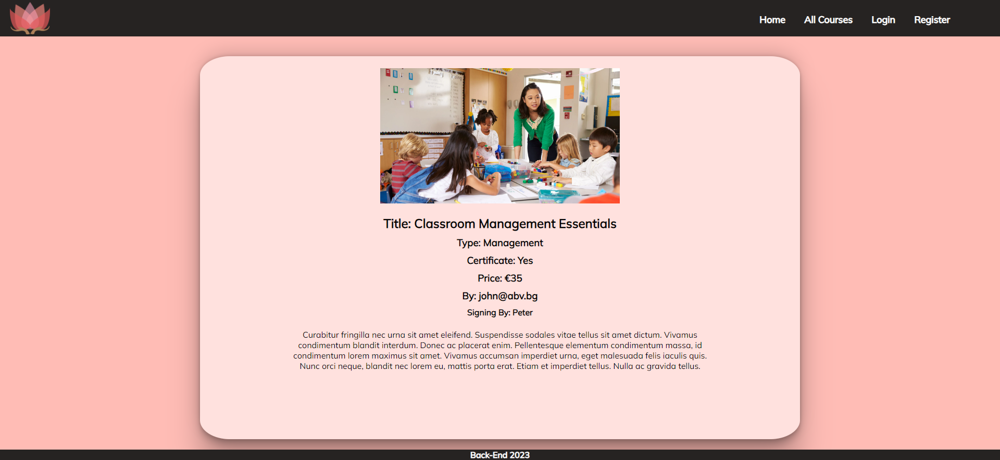 Home All Courses Login Register
Title: Classroom Management Essentials
Type: Management
Certificate: Yes
Price: €35
By: john@abv.bg
Signing By: Peter
Curabitur fringilla nec urna sit amet eleifend. Suspendisse sodales vitae tellus sit amet dictum. Vivamus
condimentum blandit interdum. Donec ac placerat enim. Pellentesque elementum condimentum massa, id
condimentum lorem maximus sit amet. Vivamus accumsan imperdiet urna, eget malesuada felis iaculis quis.
Nunc orci neque, blandit nec lorem eu, mattis porta erat. Etiam et imperdiet tellus. Nulla ac gravida tellus.
Back-End 2023